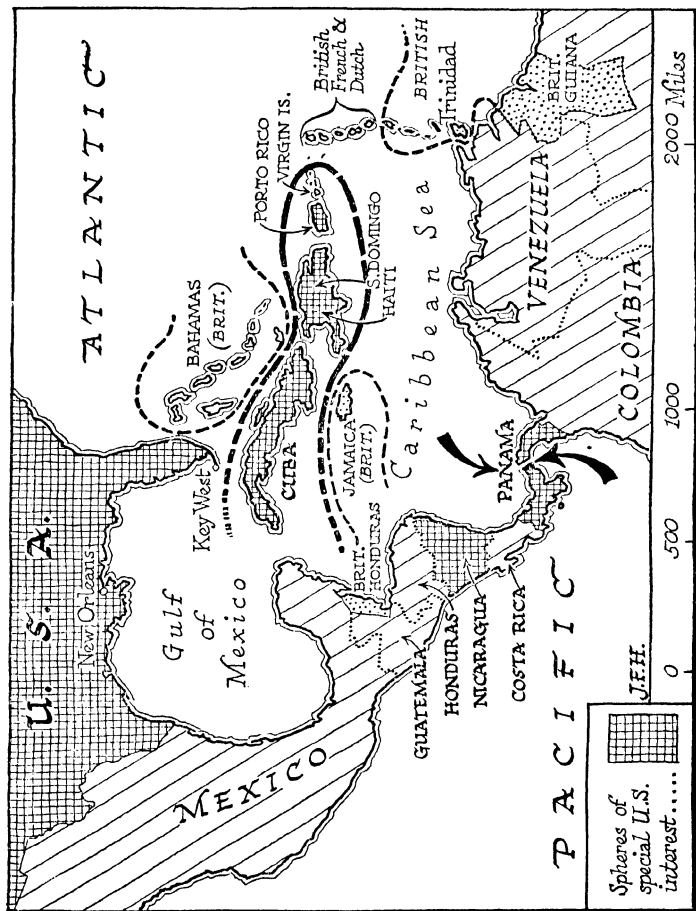 ATLANTIC
U. S. A.
New Orleans
Gulf
of
Mexico
Key West
BAHAMAS
(BRIT.)
PORTO RICO
VIRGIN IS.
British
French &
Dutch
BRITISH
Trinidad
CUBA
S. DOMINGO
HAITI
JAMAICA
(BRIT.)
Caribbean Sea
MEXICO
BRIT.
HONDURAS
GUATEMALA
HONDURAS
NICARAGUA
COSTA RICA
PANAMA
VENEZUELA
BRIT.
GUIANA
COLOMBIA
PACIFIC
J.F.H.
Spheres of
special U.S.
interest.....
0 500 1000 2000 Miles